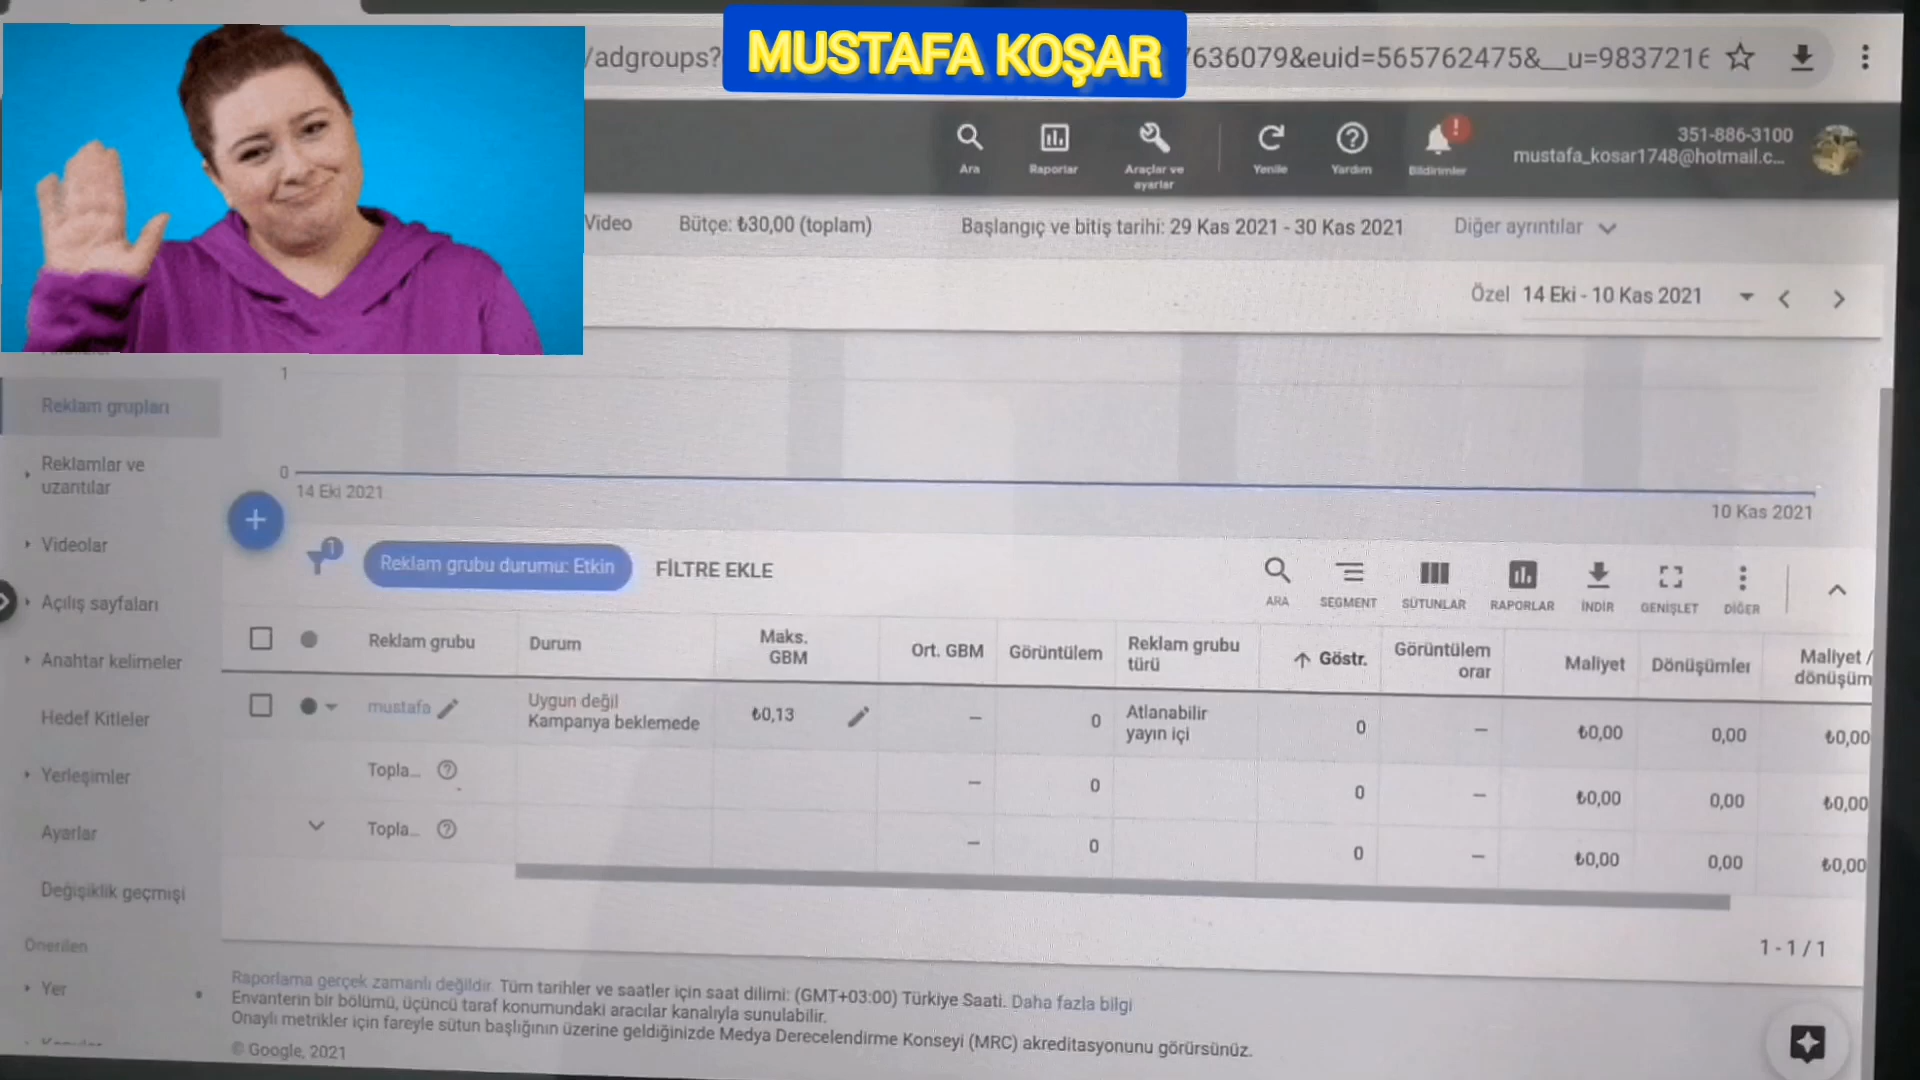 MUSTAFA KOŞAR
/adgroups?
7636079&euid=565762475&__u=9837216
Ara
Raporlar
Araçlar ve
ayarlar
Yenile
Yardım
Bildirimler
351-886-3100
mustafa_kosar1748@hotmail.c...
Video
Bütçe: ₺30,00 (toplam)
Başlangıç ve bitiş tarihi: 29 Kas 2021 - 30 Kas 2021
Diğer ayrıntılar
Özel 14 Eki - 10 Kas 2021
Reklam grupları
Reklamlar ve
uzantılar
Videolar
Açılış sayfaları
Anahtar kelimeler
Hedef Kitleler
Yerleşimler
Ayarlar
Değişiklik geçmişi
Önerilen
Yer
1
0
14 Eki 2021
10 Kas 2021
1
Reklam grubu durumu: Etkin
FİLTRE EKLE
ARA
SEGMENT
SÜTUNLAR
RAPORLAR
İNDİR
GENİŞLET
DİĞER
Reklam grubu
Durum
Maks.
GBM
Ort. GBM
Görüntülem
Reklam grubu
türü
Göstr.
Görüntülem
orar
Maliyet
Dönüşümler
Maliyet /
dönüşüm
mustafa
Uygun değil
Kampanya beklemede
₺0,13
—
0
Atlanabilir
yayın içi
0
—
₺0,00
0,00
₺0,00
Topla...
—
0
0
—
₺0,00
0,00
₺0,00
Topla...
—
0
0
—
₺0,00
0,00
₺0,00
1 - 1 / 1
Raporlama gerçek zamanlı değildir. Tüm tarihler ve saatler için saat dilimi: (GMT+03:00) Türkiye Saati. Daha fazla bilgi
Envanterin bir bölümü, üçüncü taraf konumundaki aracılar kanalıyla sunulabilir.
Onaylı metrikler için fareyle sütun başlığının üzerine geldiğinizde Medya Derecelendirme Konseyi (MRC) akreditasyonunu görürsünüz.
© Google, 2021